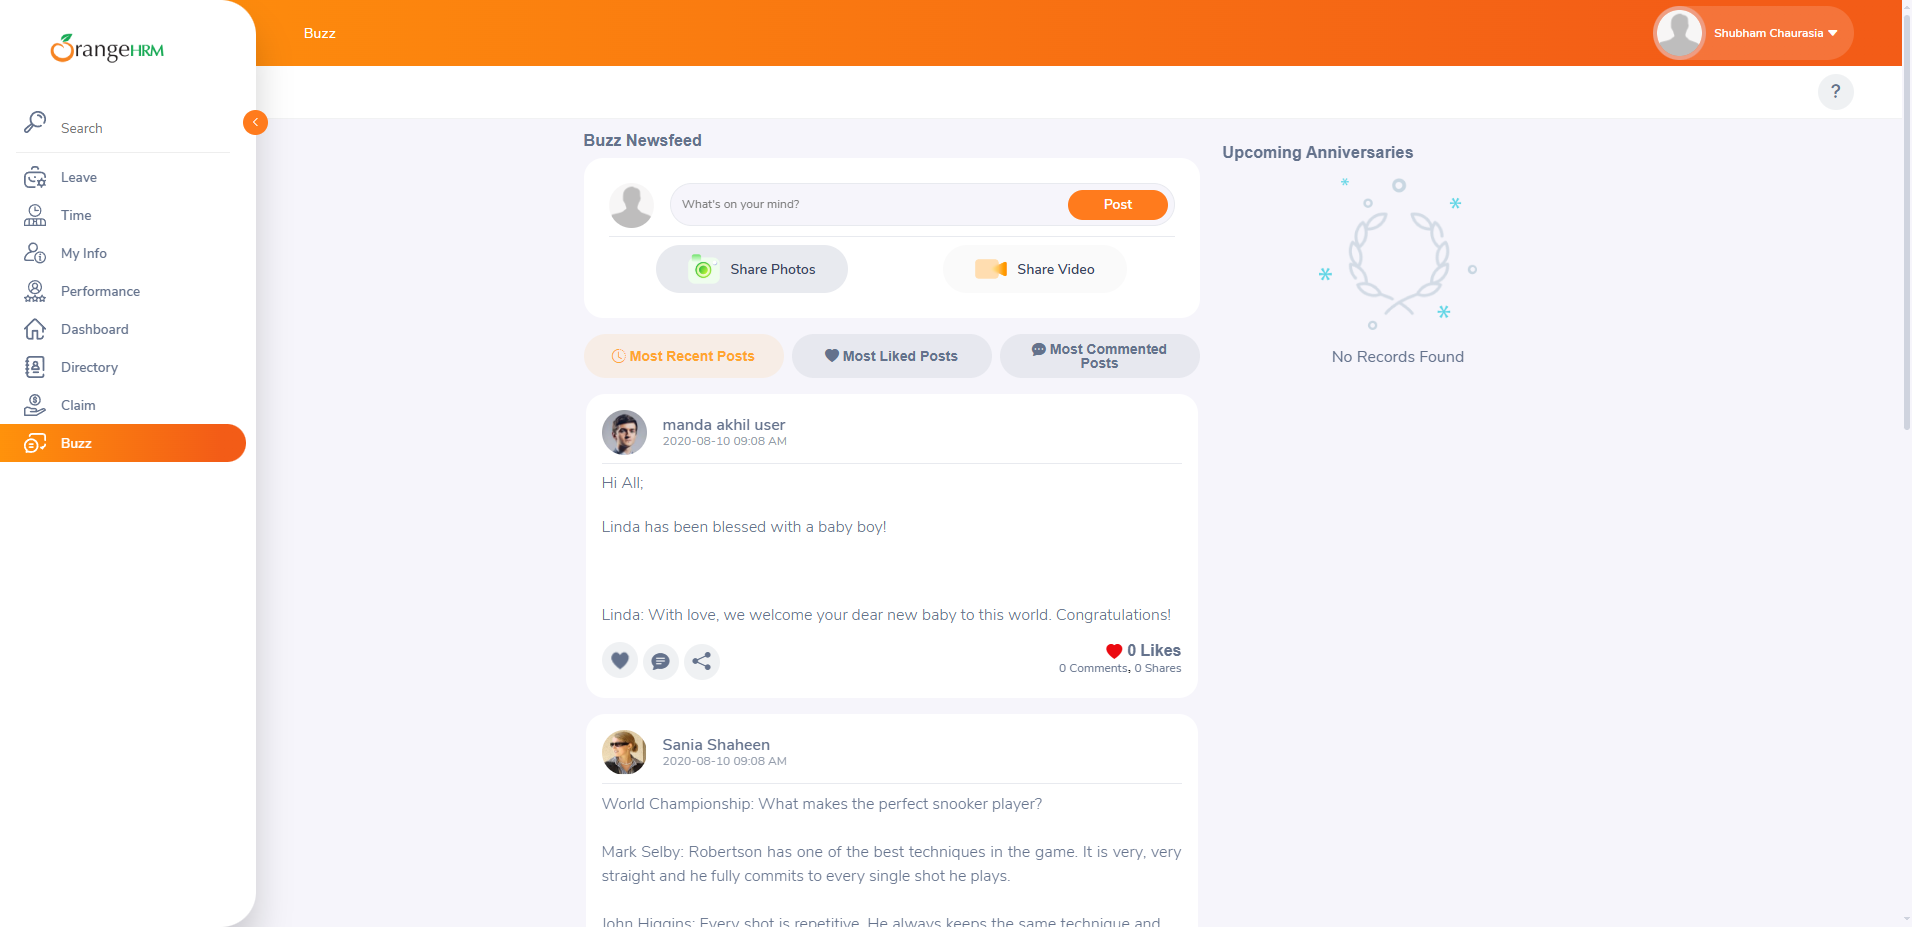 OrangeHRM
Buzz
Shubham Chaurasia
?
Search
Leave
Time
My Info
Performance
Dashboard
Directory
Claim
Buzz
Buzz Newsfeed
What's on your mind?
Post
Share Photos
Share Video
Most Recent Posts
Most Liked Posts
Most Commented
Posts
manda akhil user
2020-08-10 09:08 AM
Hi All;
Linda has been blessed with a baby boy!
Linda: With love, we welcome your dear new baby to this world. Congratulations!
0 Likes
0 Comments, 0 Shares
Sania Shaheen
2020-08-10 09:08 AM
World Championship: What makes the perfect snooker player?
Mark Selby: Robertson has one of the best techniques in the game. It is very, very
straight and he fully commits to every single shot he plays.
John Higgins: Every shot is repetitive. He always keeps the same technique and
Upcoming Anniversaries
No Records Found